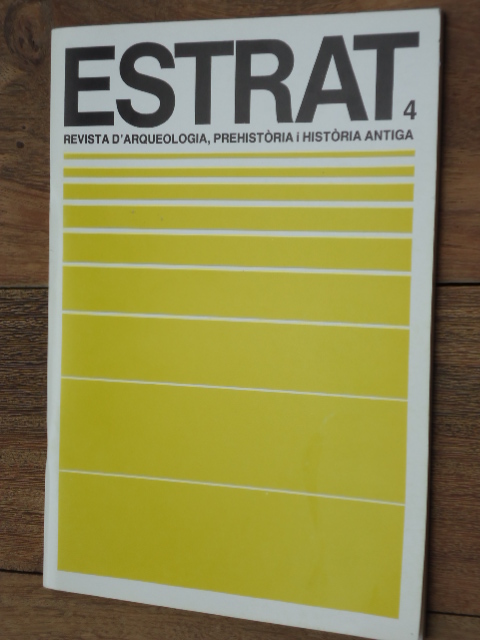 ESTRAT 4
REVISTA D'ARQUEOLOGIA, PREHISTÒRIA i HISTÒRIA ANTIGA